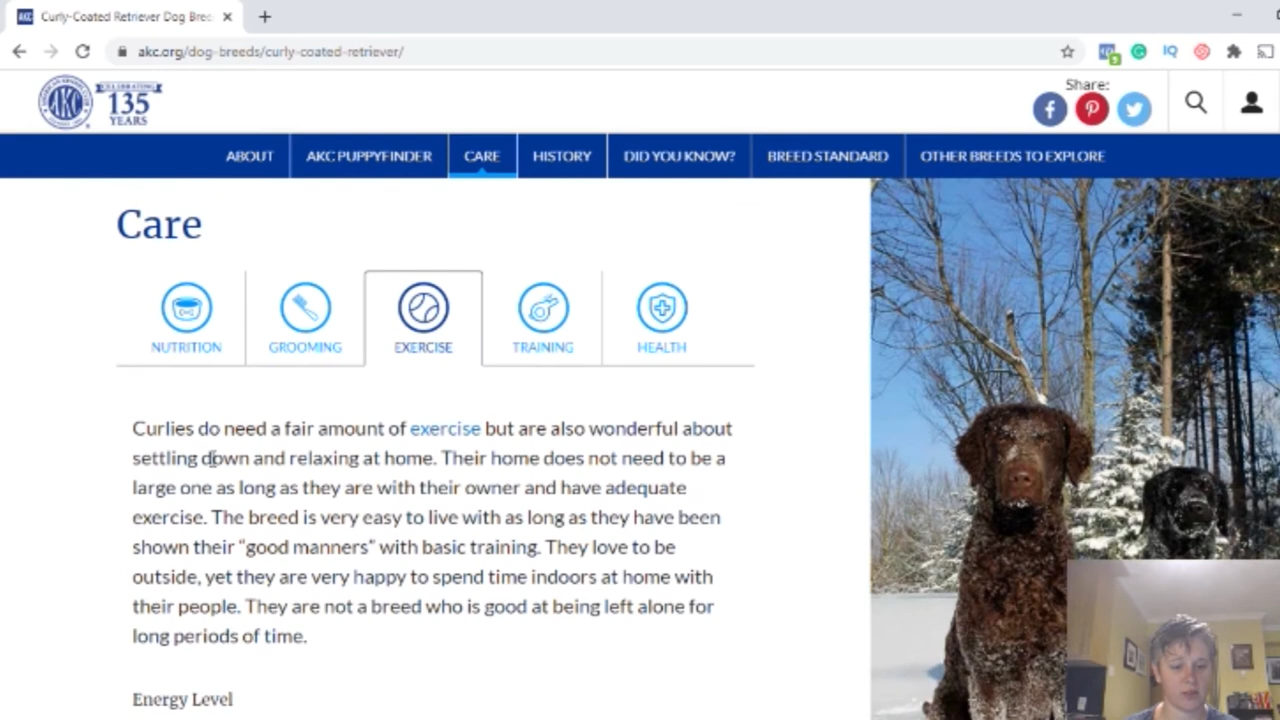 Curly-Coated Retriever Dog Bree
akc.org/dog-breeds/curly-coated-retriever/
IQ
9
AKC
CELEBRATING
135
YEARS
Share:
ABOUT
AKC PUPPYFINDER
CARE
HISTORY
DID YOU KNOW?
BREED STANDARD
OTHER BREEDS TO EXPLORE
Care
NUTRITION
GROOMING
EXERCISE
TRAINING
HEALTH
Curlies do need a fair amount of exercise but are also wonderful about
settling down and relaxing at home. Their home does not need to be a
large one as long as they are with their owner and have adequate
exercise. The breed is very easy to live with as long as they have been
shown their “good manners” with basic training. They love to be
outside, yet they are very happy to spend time indoors at home with
their people. They are not a breed who is good at being left alone for
long periods of time.
Energy Level